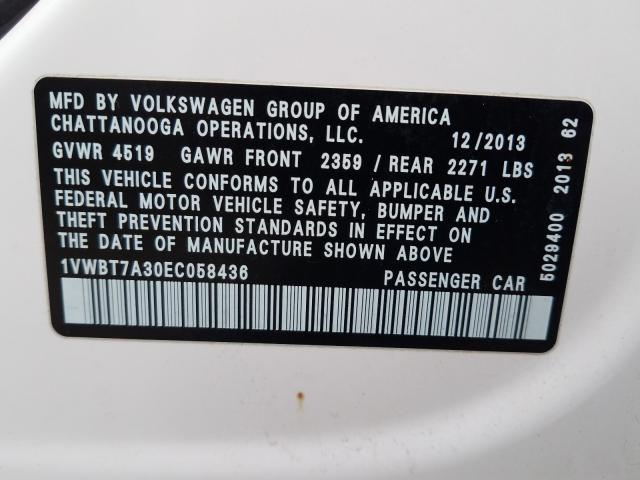 MFD BY VOLKSWAGEN GROUP OF AMERICA
CHATTANOOGA OPERATIONS, LLC. 12/2013
GVWR 4519 GAWR FRONT 2359 / REAR 2271 LBS
THIS VEHICLE CONFORMS TO ALL APPLICABLE U.S.
FEDERAL MOTOR VEHICLE SAFETY, BUMPER AND
THEFT PREVENTION STANDARDS IN EFFECT ON
THE DATE OF MANUFACTURE SHOWN ABOVE
1VWBT7A30EC058436 PASSENGER CAR
5029400 2013 62